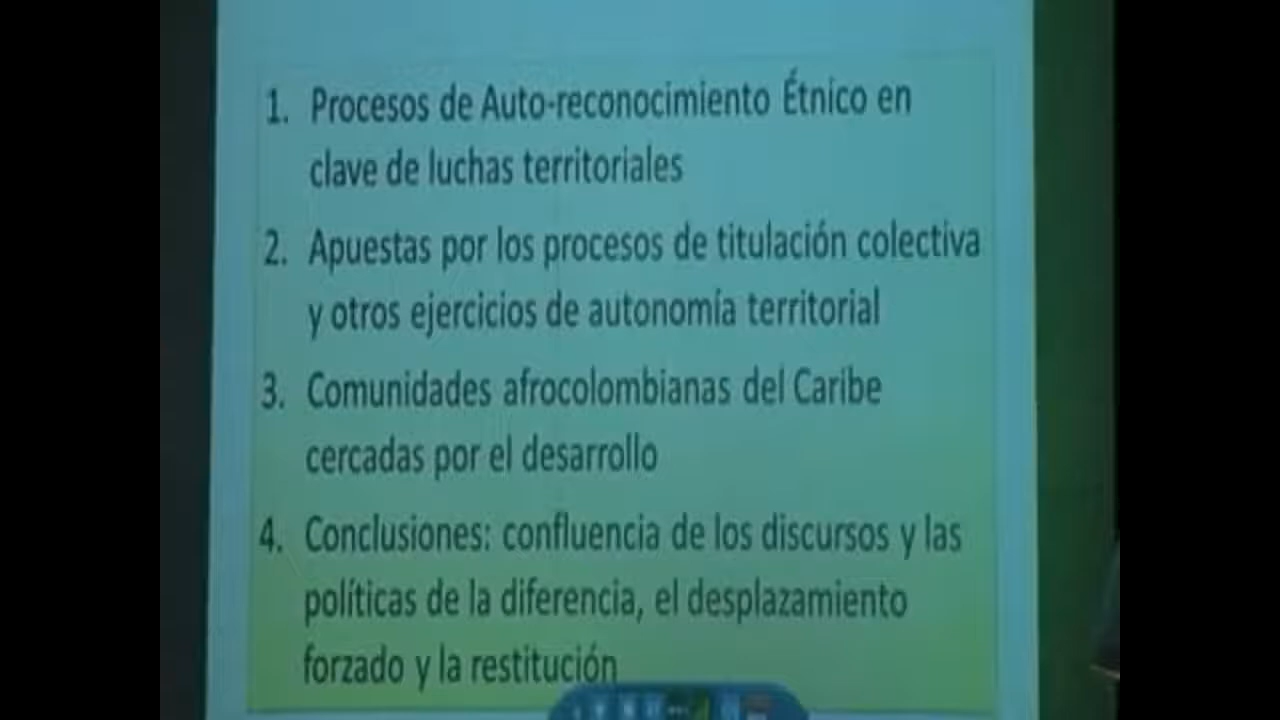 1. Procesos de Auto-reconocimiento Étnico en
clave de luchas territoriales
2. Apuestas por los procesos de titulación colectiva
y otros ejercicios de autonomía territorial
3. Comunidades afrocolombianas del Caribe
cercadas por el desarrollo
4. Conclusiones: confluencia de los discursos y las
políticas de la diferencia, el desplazamiento
forzado y la restitución